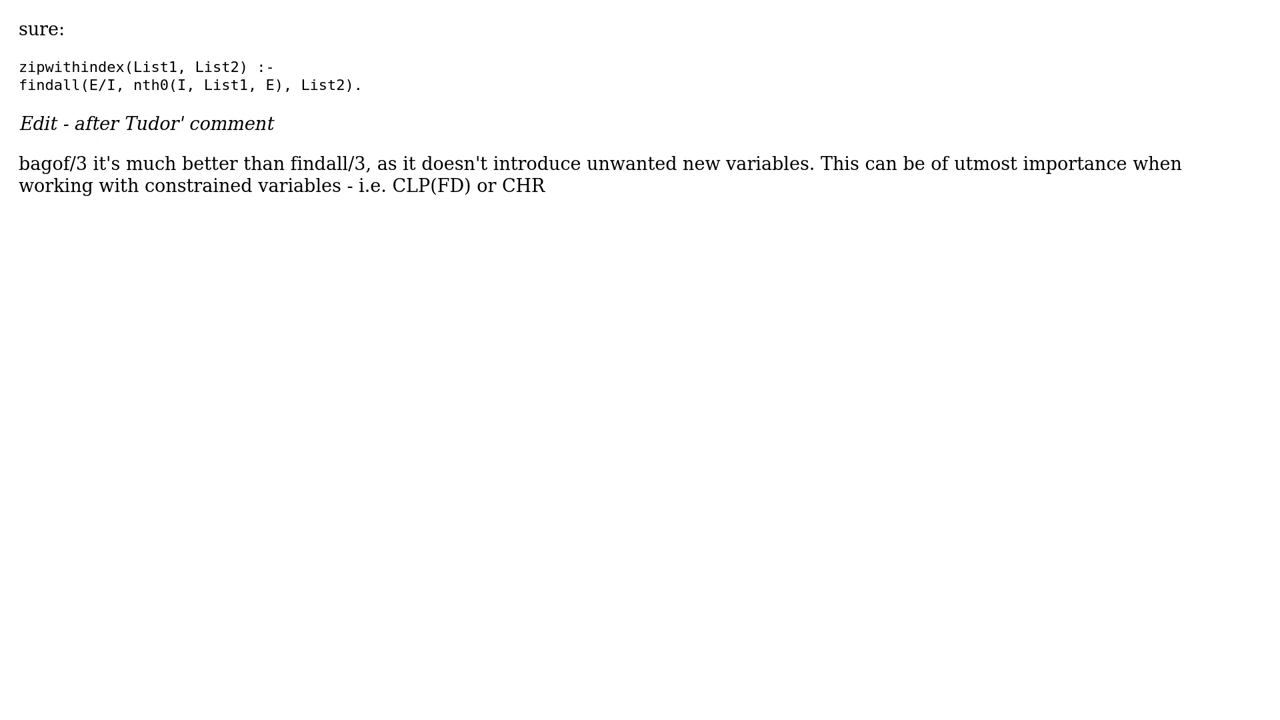 sure:
zipwithindex(List1, List2) :-
findall(E/I, nth0(I, List1, E), List2).
Edit - after Tudor' comment
bagof/3 it's much better than findall/3, as it doesn't introduce unwanted new variables. This can be of utmost importance when
working with constrained variables - i.e. CLP(FD) or CHR